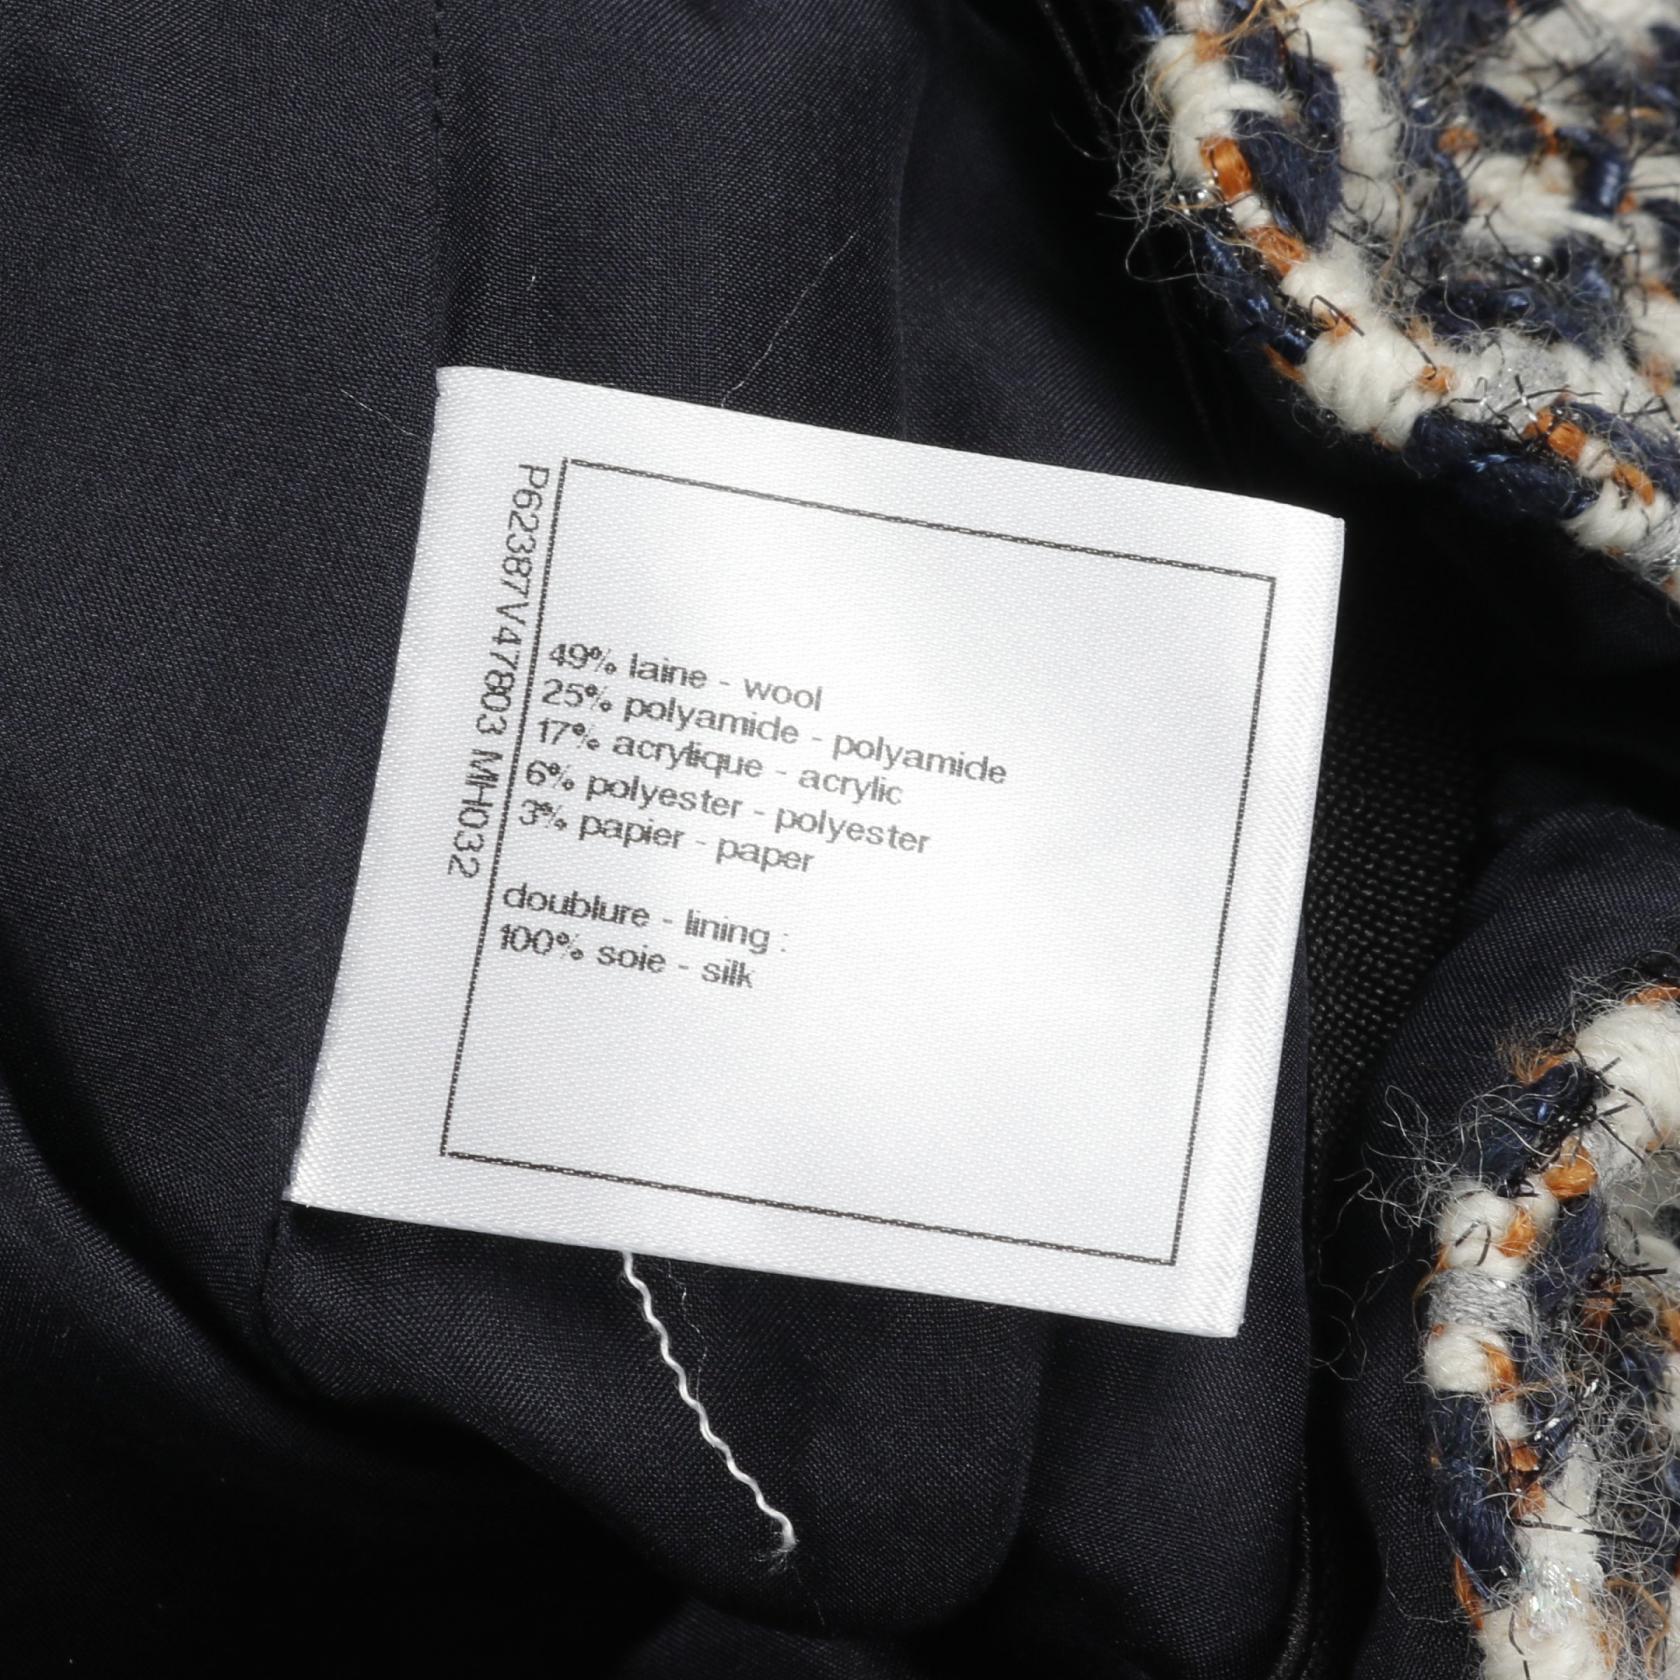 P62387V47803 MH032
49% laine - wool
25% polyamide - polyamide
17% acrylique - acrylic
6% polyester - polyester
3% papier - paper
doublure - lining :
100% soie - silk